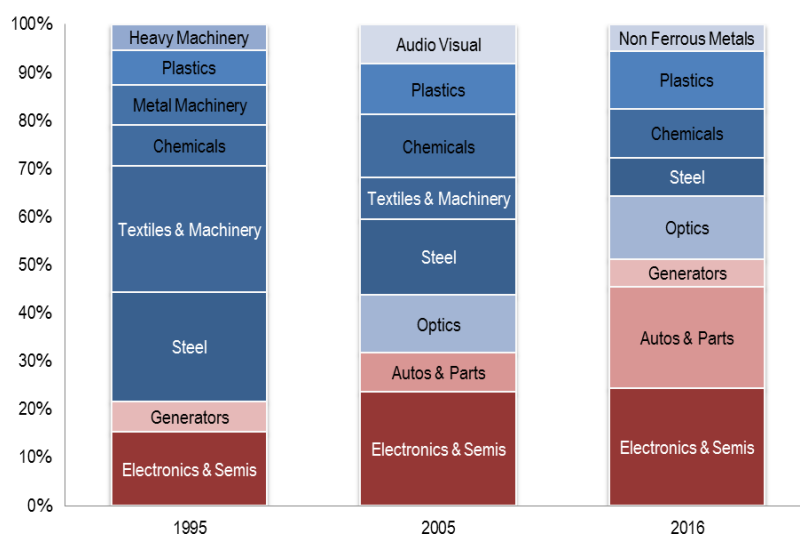 100%
90%
80%
70%
60%
50%
40%
30%
20%
10%
0%
Heavy Machinery
Plastics
Metal Machinery
Chemicals
Textiles & Machinery
Steel
Generators
Electronics & Semis
Audio Visual
Plastics
Chemicals
Textiles & Machinery
Steel
Optics
Autos & Parts
Electronics & Semis
Non Ferrous Metals
Plastics
Chemicals
Steel
Optics
Generators
Autos & Parts
Electronics & Semis
1995
2005
2016